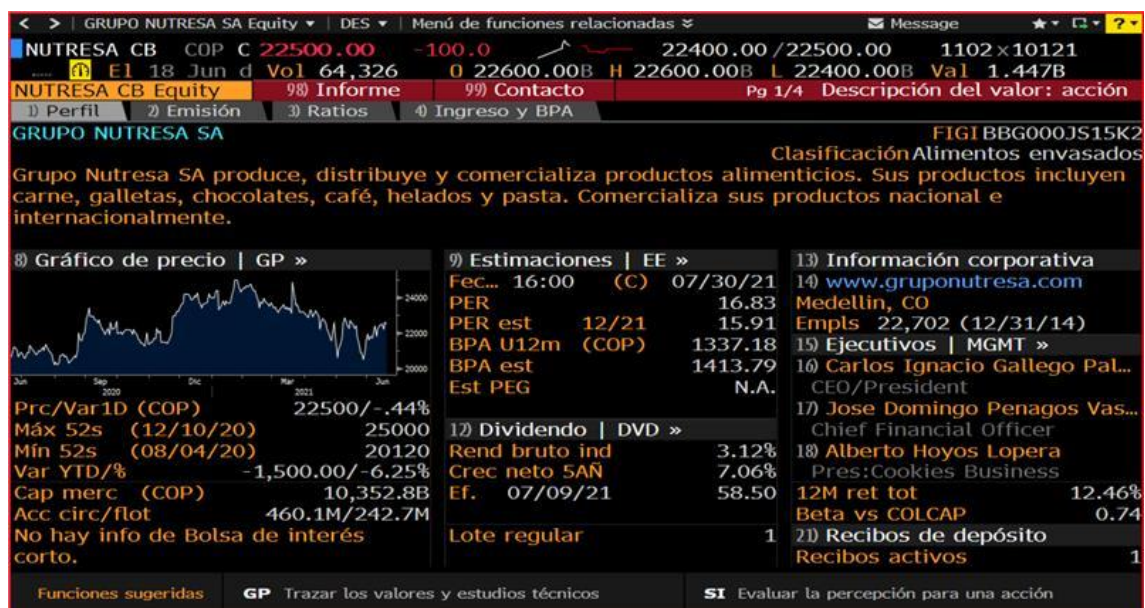 < > GRUPO NUTRESA SA Equity DES Menú de funciones relacionadas Message ?
NUTRESA CB COP C 22500.00 -100.0 22400.00/22500.00 1102×10121
El 18 Jun d Vol 64,326 O 22600.00B H 22600.00B L 22400.00B Val 1.447B
NUTRESA CB Equity 98) Informe 99) Contacto Pg 1/4 Descripción del valor: acción
1) Perfil 2) Emisión 3) Ratios 4) Ingreso y BPA
GRUPO NUTRESA SA FIGI BBG000JS15K2
Clasificación Alimentos envasados
Grupo Nutresa SA produce, distribuye y comercializa productos alimenticios. Sus productos incluyen
carne, galletas, chocolates, café, helados y pasta. Comercializa sus productos nacional e
internacionalmente.
8) Gráfico de precio | GP »
24000
22000
20000
Jun Sep Dic Mar Jun
2020 2021
Prc/Var1D (COP) 22500/-.44%
Máx 52s (12/10/20) 25000
Mín 52s (08/04/20) 20120
Var YTD/% -1,500.00/-6.25%
Cap merc (COP) 10,352.8B
Acc circ/flot 460.1M/242.7M
No hay info de Bolsa de interés
corto.
9) Estimaciones | EE »
Fec... 16:00 (C) 07/30/21
PER 16.83
PER est 12/21 15.91
BPA U12m (COP) 1337.18
BPA est 1413.79
Est PEG N.A.
12) Dividendo | DVD »
Rend bruto ind 3.12%
Crec neto 5AÑ 7.06%
Ef. 07/09/21 58.50
Lote regular 1
13) Información corporativa
14) www.gruponutresa.com
Medellin, CO
Empls 22,702 (12/31/14)
15) Ejecutivos | MGMT »
16) Carlos Ignacio Gallego Pal...
CEO/President
17) Jose Domingo Penagos Vas...
Chief Financial Officer
18) Alberto Hoyos Lopera
Pres:Cookies Business
12M ret tot 12.46%
Beta vs COLCAP 0.74
21) Recibos de depósito
Recibos activos 1
Funciones sugeridas GP Trazar los valores y estudios técnicos SI Evaluar la percepción para una acción